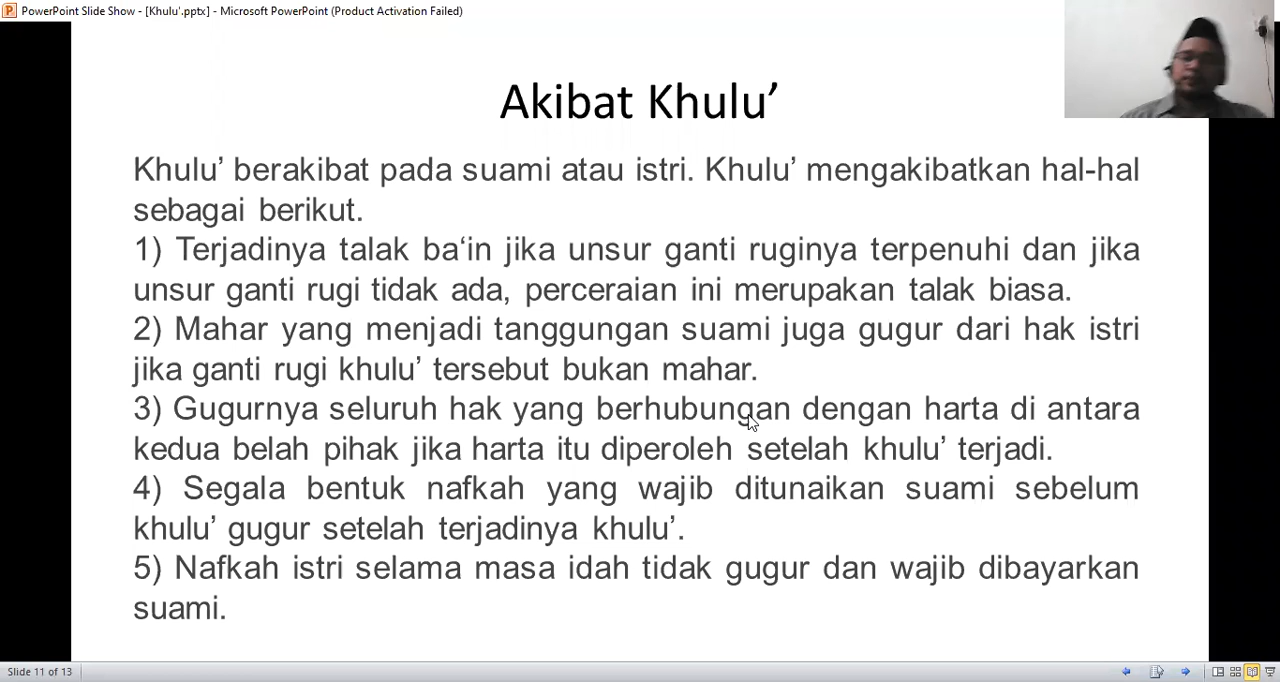 PowerPoint Slide Show - [Khulu'.pptx] - Microsoft PowerPoint (Product Activation Failed)
Akibat Khulu’
Khulu’ berakibat pada suami atau istri. Khulu’ mengakibatkan hal-hal
sebagai berikut.
1) Terjadinya talak ba‘in jika unsur ganti ruginya terpenuhi dan jika
unsur ganti rugi tidak ada, perceraian ini merupakan talak biasa.
2) Mahar yang menjadi tanggungan suami juga gugur dari hak istri
jika ganti rugi khulu’ tersebut bukan mahar.
3) Gugurnya seluruh hak yang berhubungan dengan harta di antara
kedua belah pihak jika harta itu diperoleh setelah khulu’ terjadi.
4) Segala bentuk nafkah yang wajib ditunaikan suami sebelum
khulu’ gugur setelah terjadinya khulu’.
5) Nafkah istri selama masa idah tidak gugur dan wajib dibayarkan
suami.
Slide 11 of 13